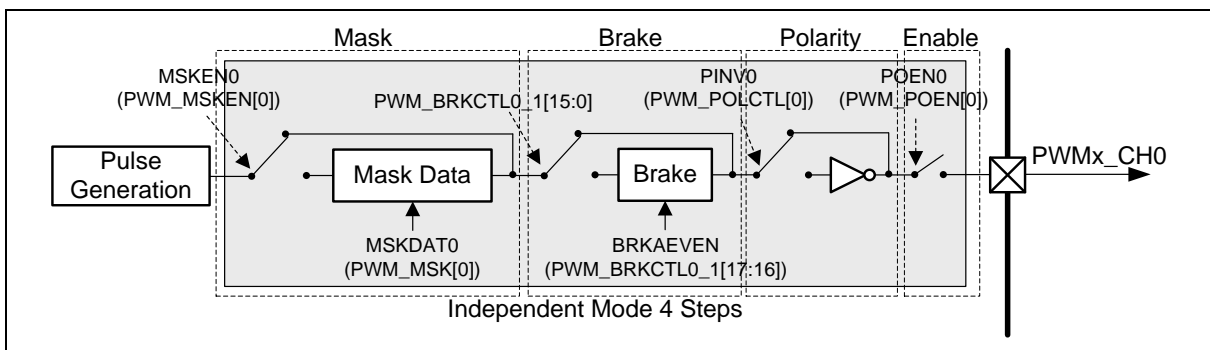 Mask
Brake
Polarity
Enable
MSKEN0
(PWM_MSKEN[0])
PWM_BRKCTL0_1[15:0]
PINV0
(PWM_POLCTL[0])
POEN0
(PWM_POEN[0])
Pulse
Generation
Mask Data
Brake
PWMx_CH0
MSKDAT0
(PWM_MSK[0])
BRKAEVEN
(PWM_BRKCTL0_1[17:16])
Independent Mode 4 Steps